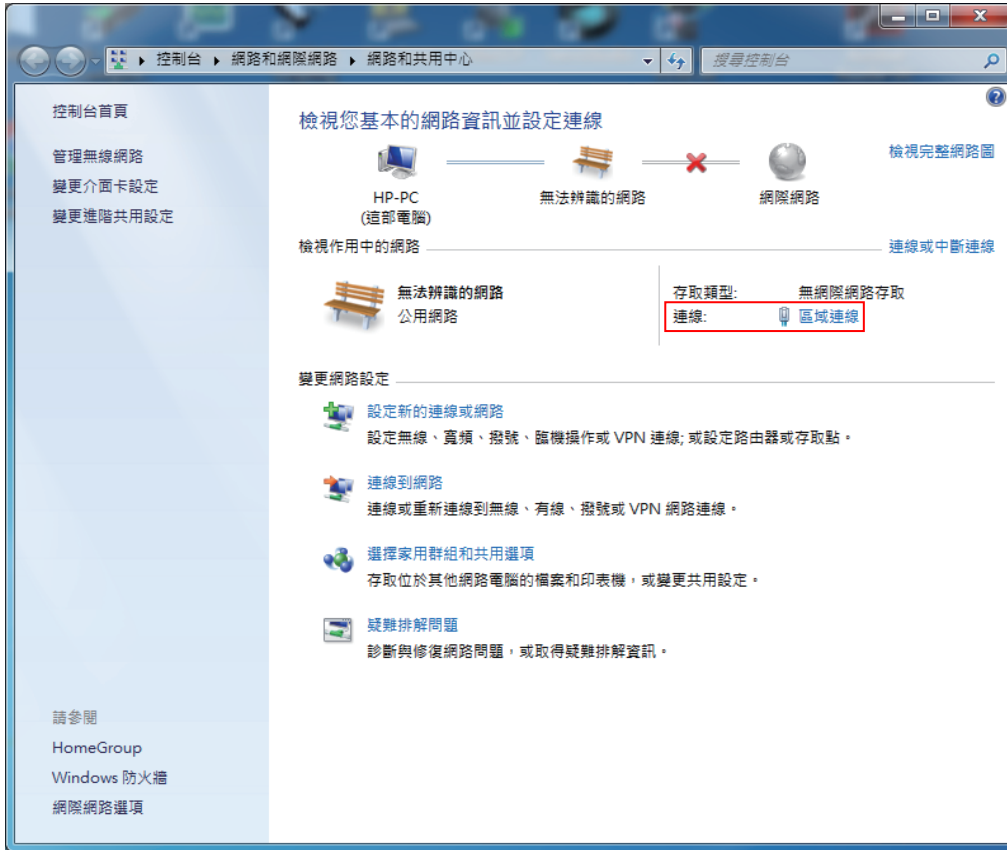 控制台 網路和網際網路 網路和共用中心 搜尋控制台
控制台首頁
管理無線網路
變更介面卡設定
變更進階共用設定
檢視您基本的網路資訊並設定連線
檢視完整網路圖
HP-PC
(這部電腦)
無法辨識的網路
網際網路
檢視作用中的網路
連線或中斷連線
無法辨識的網路
公用網路
存取類型: 無網際網路存取
連線: 區域連線
變更網路設定
設定新的連線或網路
設定無線、寬頻、撥號、臨機操作或 VPN 連線; 或設定路由器或存取點。
連線到網路
連線或重新連線到無線、有線、撥號或 VPN 網路連線。
選擇家用群組和共用選項
存取位於其他網路電腦的檔案和印表機，或變更共用設定。
疑難排解問題
診斷與修復網路問題，或取得疑難排解資訊。
請參閱
HomeGroup
Windows 防火牆
網際網路選項